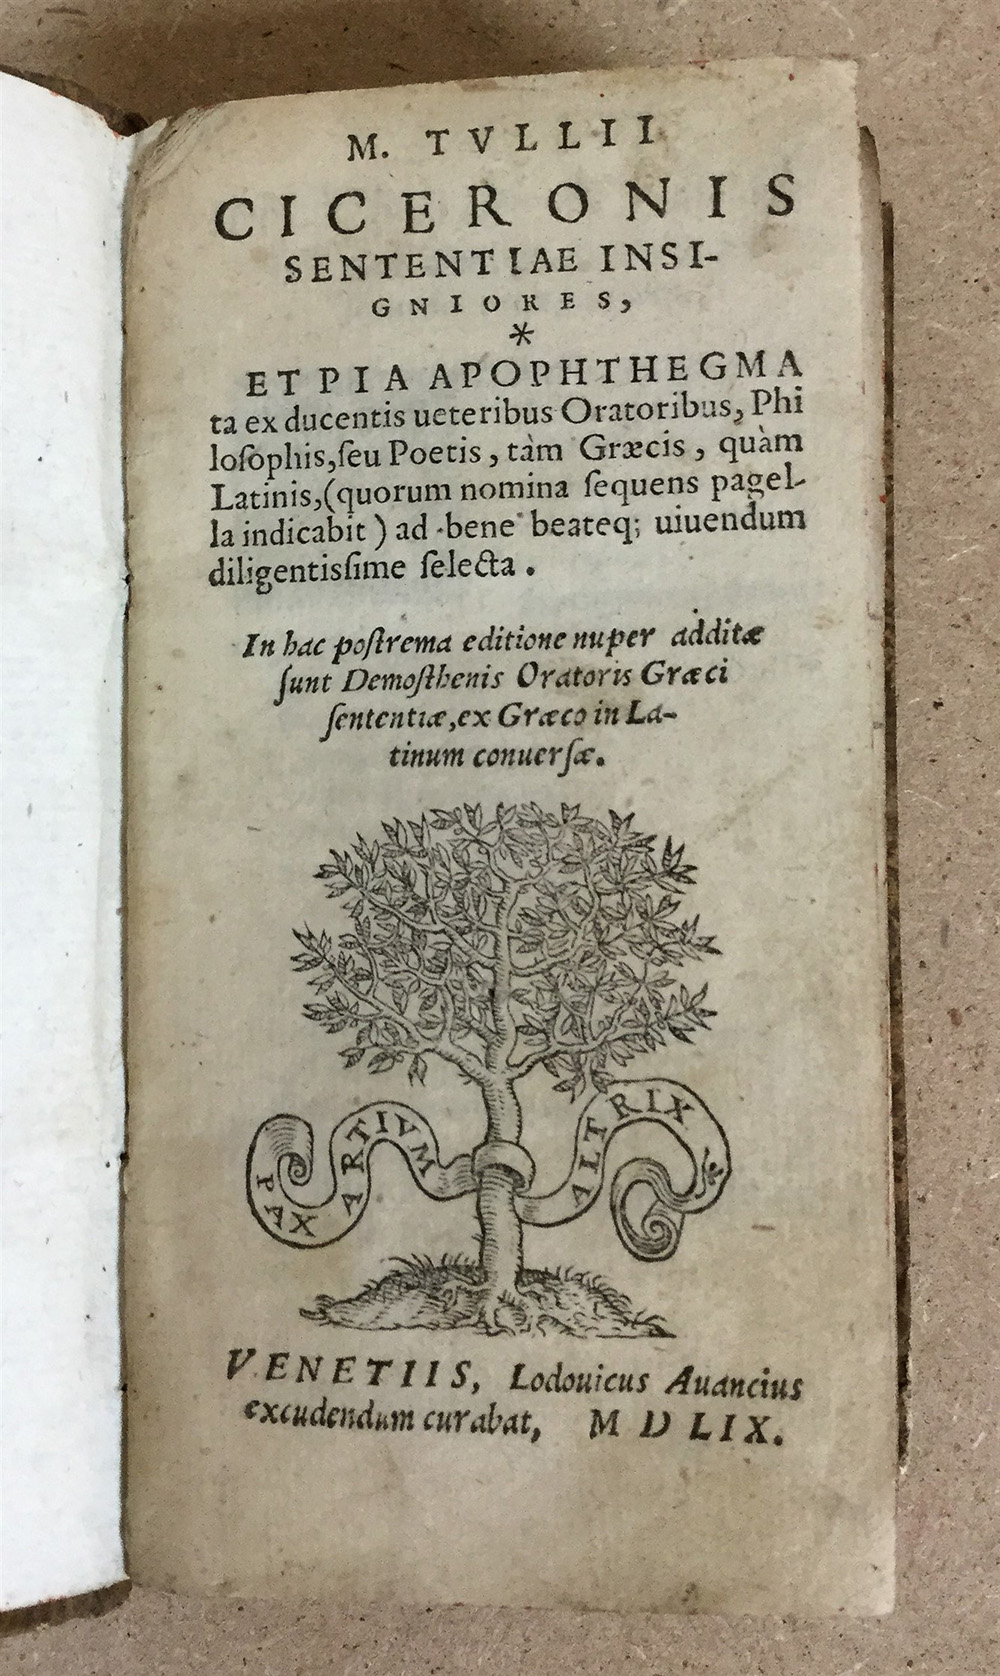 M. TVLLII
CICERONIS
SENTENTIAE INSI-
GNIORES,
*
ET PIA APOPHTHEGMA
ta ex ducentis ueteribus Oratoribus, Phi
loſophis, ſeu Poetis, tàm Græcis, quàm
Latinis, (quorum nomina ſequens pagel-
la indicabit) ad bene beateq; uiuendum
diligentisſime ſelecta.
In hac poſtrema editione nuper additæ
ſunt Demoſthenis Oratoris Græci
ſententiæ, ex Græco in La-
tinum conuerſæ.
PAX ARTIVM ALTRIX
VENETIIS, Lodouicus Auancius
excudendum curabat, M D LIX.